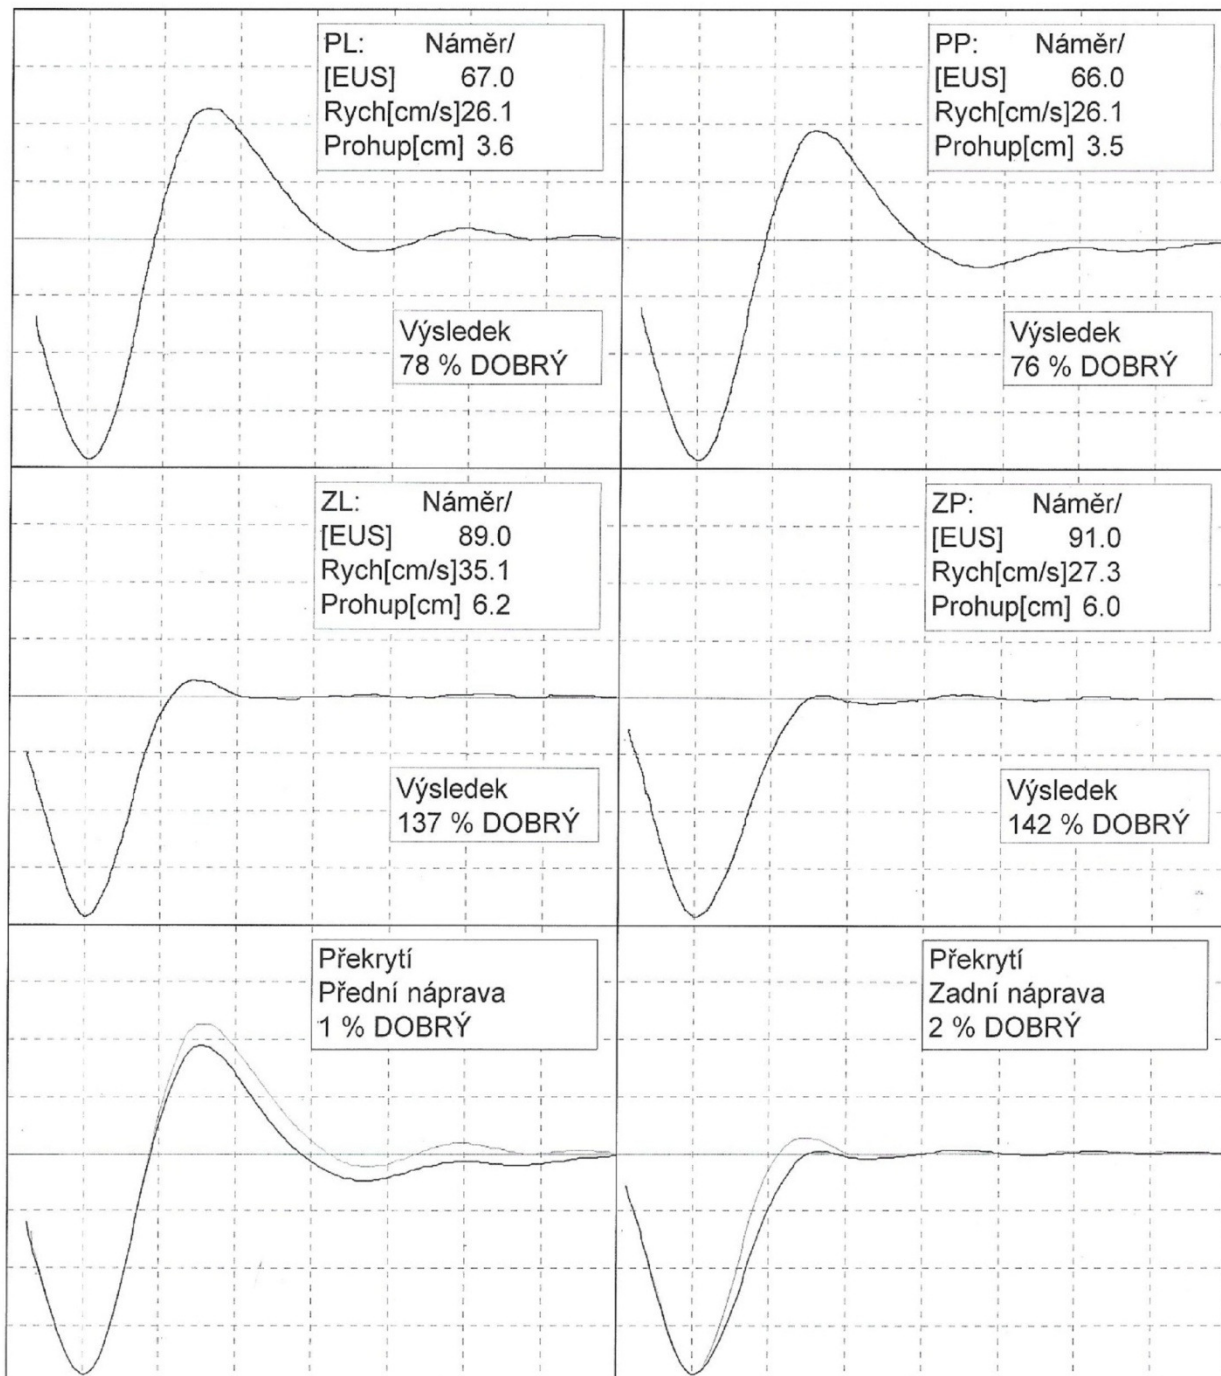 PL: Náměr/
[EUS] 67.0
Rych[cm/s]26.1
Prohup[cm] 3.6
Výsledek
78 % DOBRÝ
PP: Náměr/
[EUS] 66.0
Rych[cm/s]26.1
Prohup[cm] 3.5
Výsledek
76 % DOBRÝ
ZL: Náměr/
[EUS] 89.0
Rych[cm/s]35.1
Prohup[cm] 6.2
Výsledek
137 % DOBRÝ
ZP: Náměr/
[EUS] 91.0
Rych[cm/s]27.3
Prohup[cm] 6.0
Výsledek
142 % DOBRÝ
Překrytí
Přední náprava
1 % DOBRÝ
Překrytí
Zadní náprava
2 % DOBRÝ